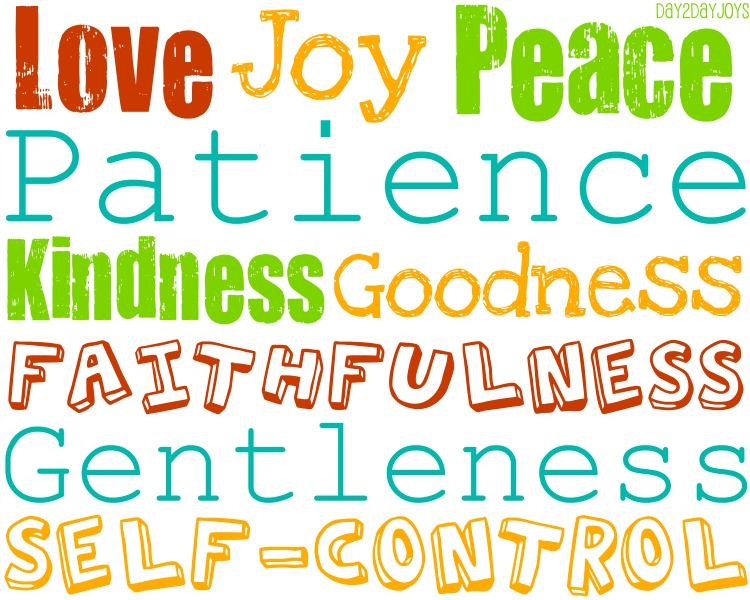 DAY2DAYJOYS
Love Joy Peace
Patience
Kindness Goodness
FAITHFULNESS
Gentleness
SELF-CONTROL